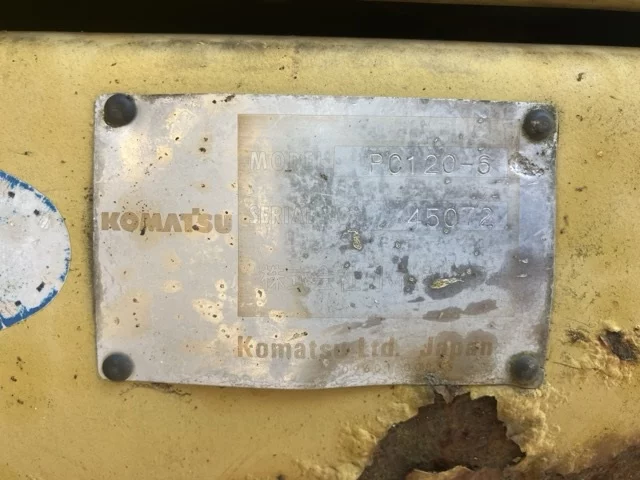 MODEL PC120-6
KOMATSU
SERIAL NO. 45072
Komatsu Ltd. Japan